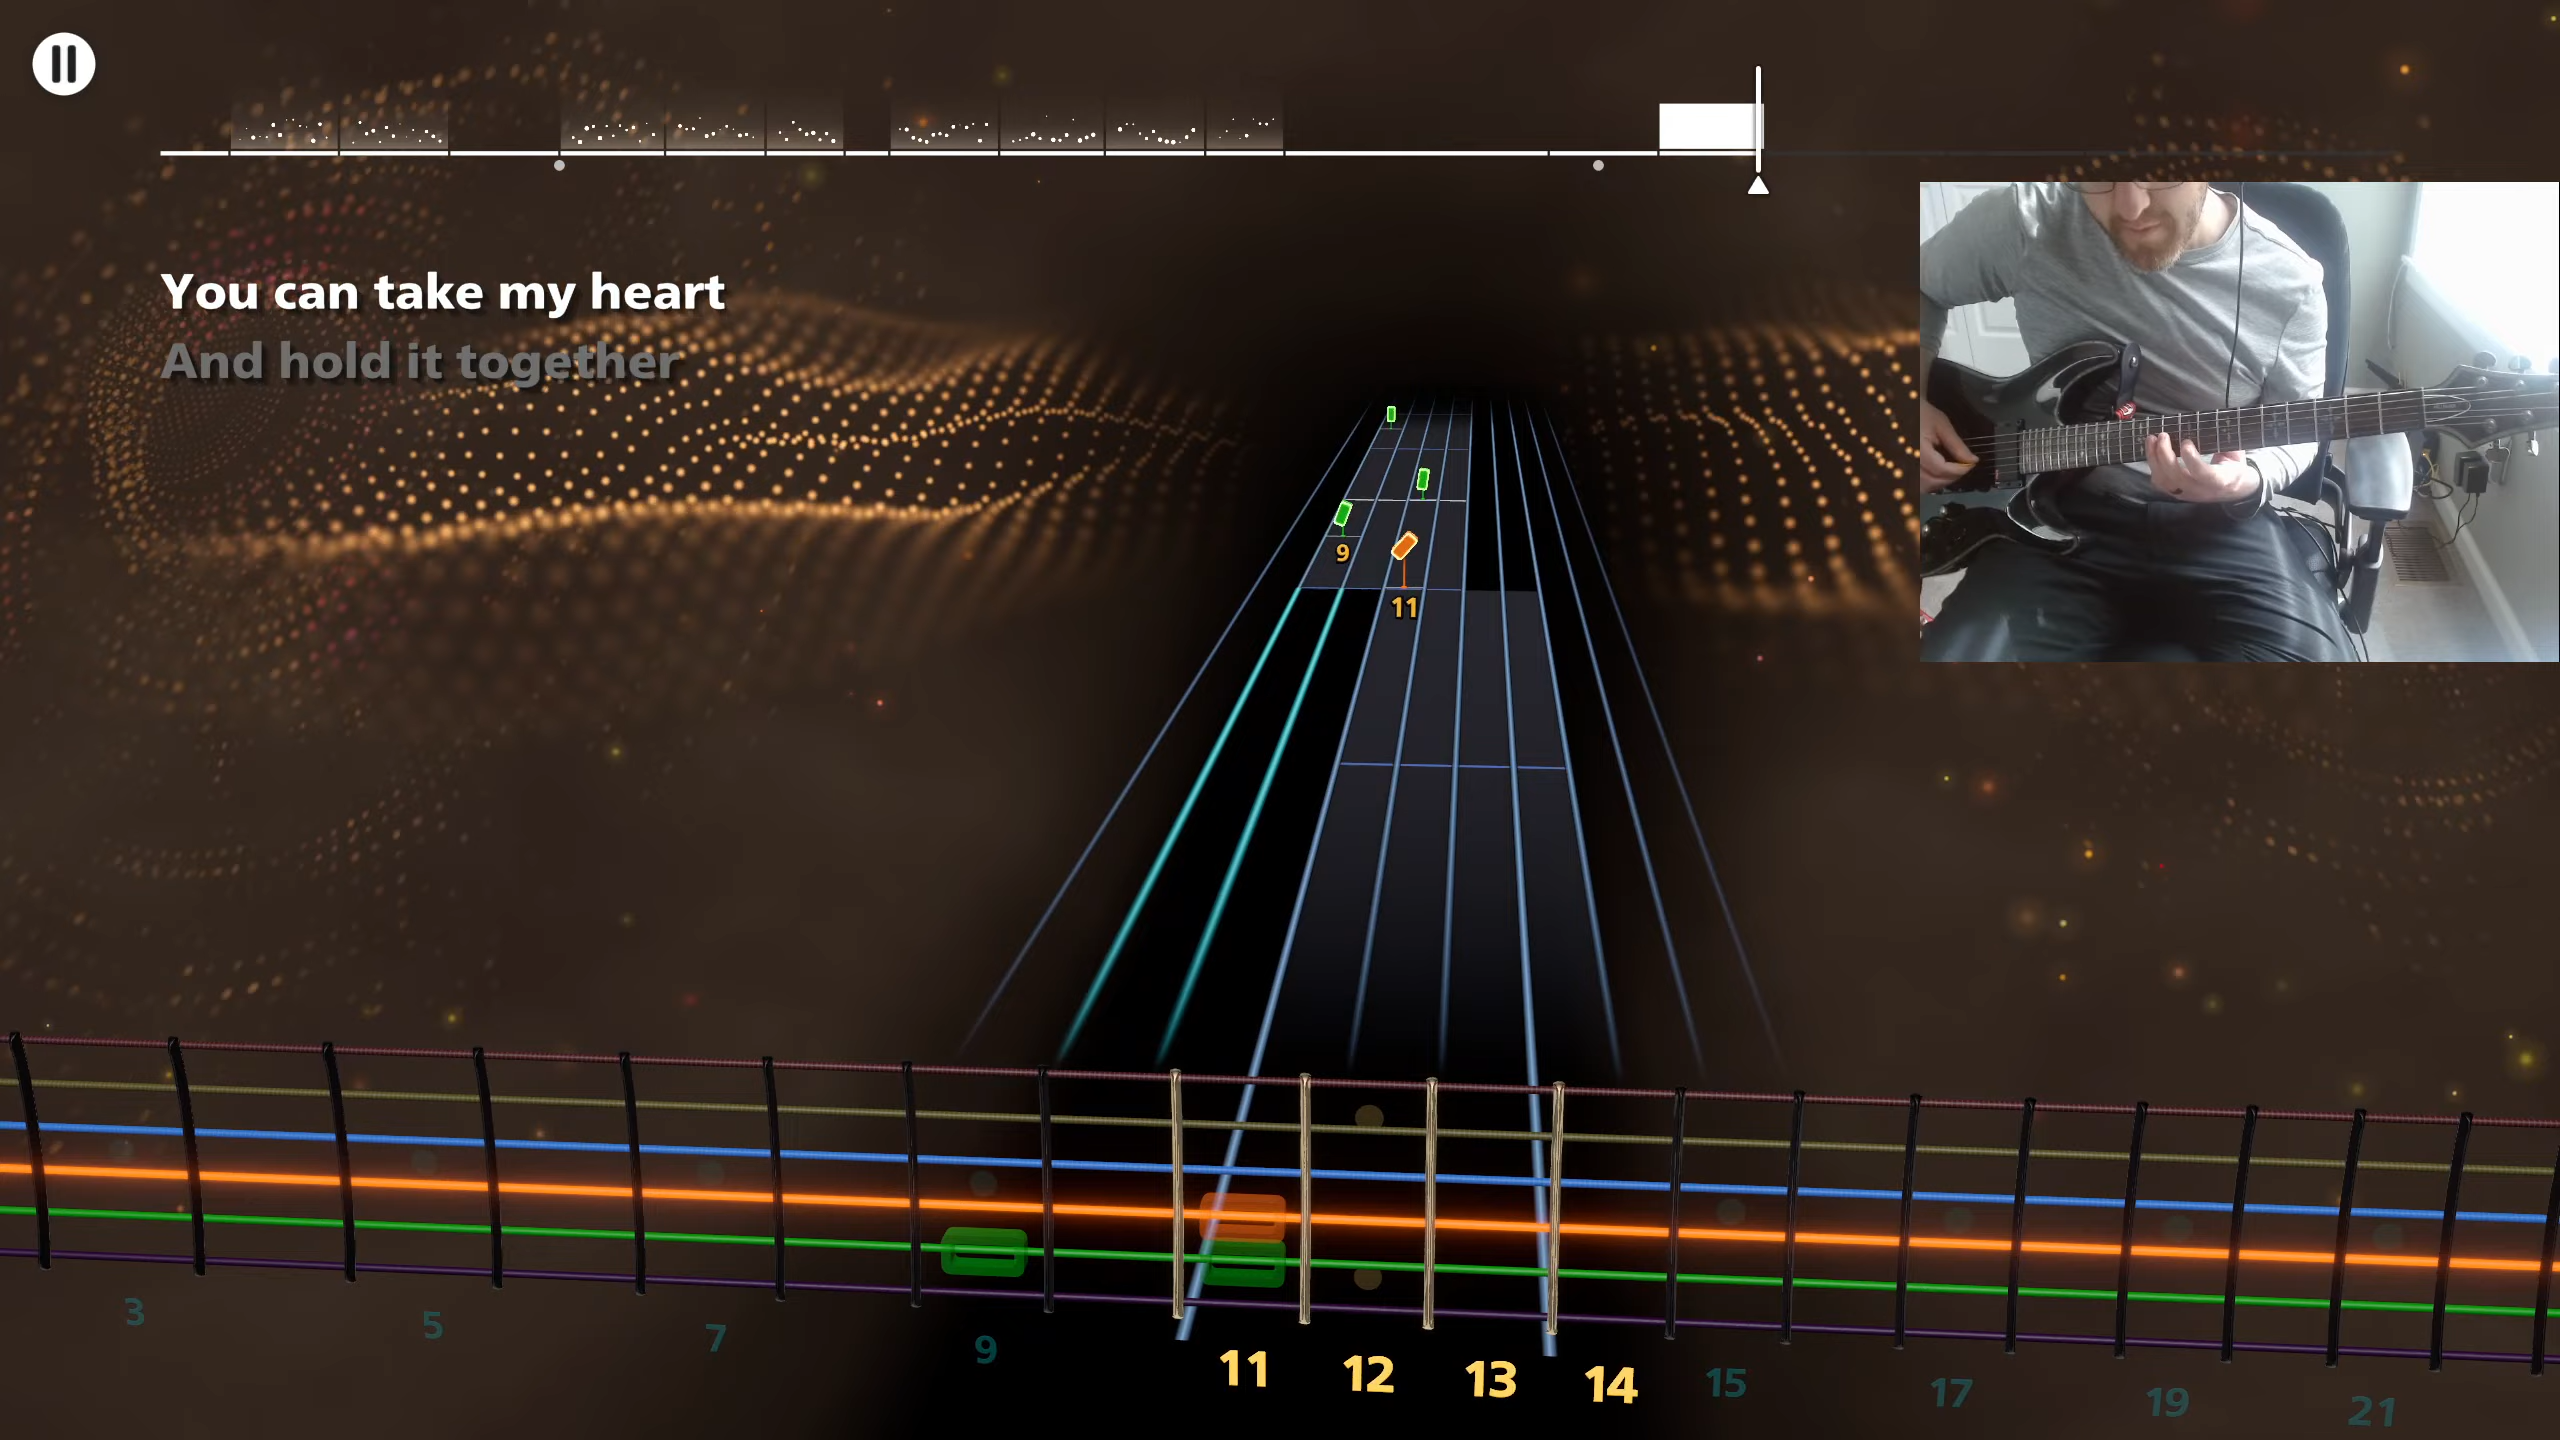 You can take my heart
And hold it together
9
11
3 5 7 9 11 12 13 14 15 17 19 21